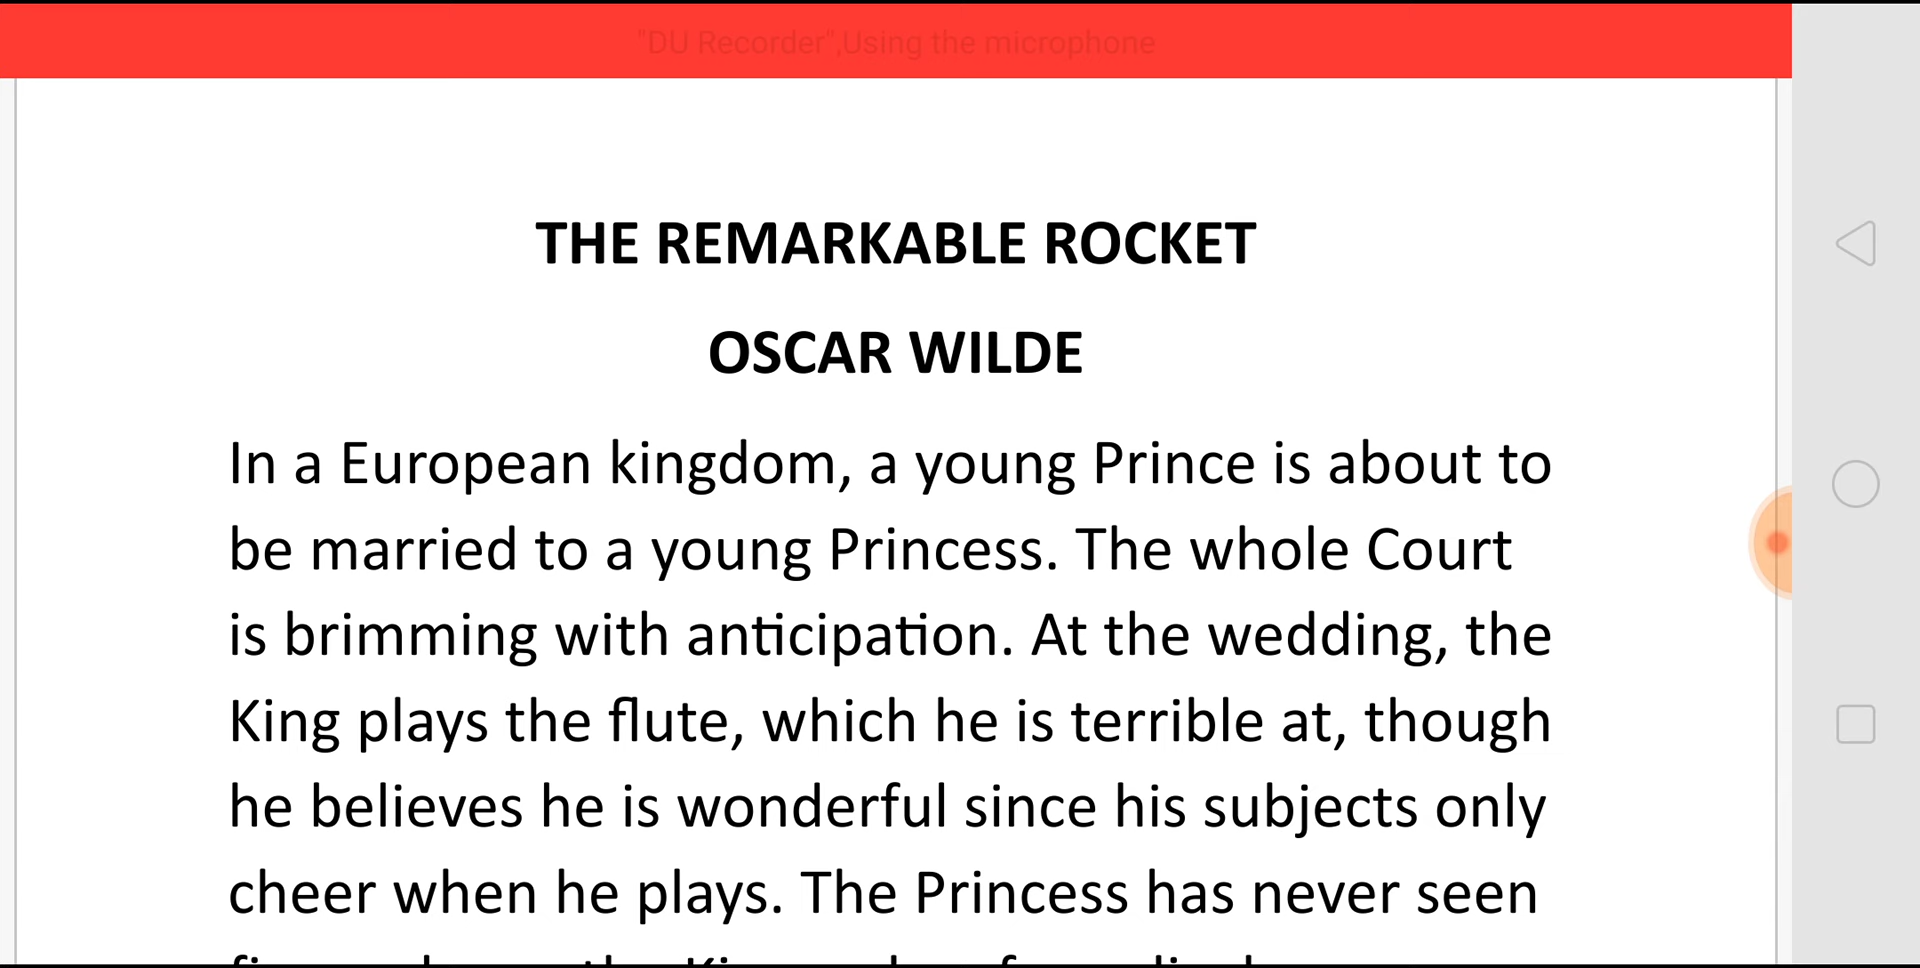 "DU Recorder",Using the microphone
THE REMARKABLE ROCKET
OSCAR WILDE
In a European kingdom, a young Prince is about to
be married to a young Princess. The whole Court
is brimming with anticipation. At the wedding, the
King plays the flute, which he is terrible at, though
he believes he is wonderful since his subjects only
cheer when he plays. The Princess has never seen